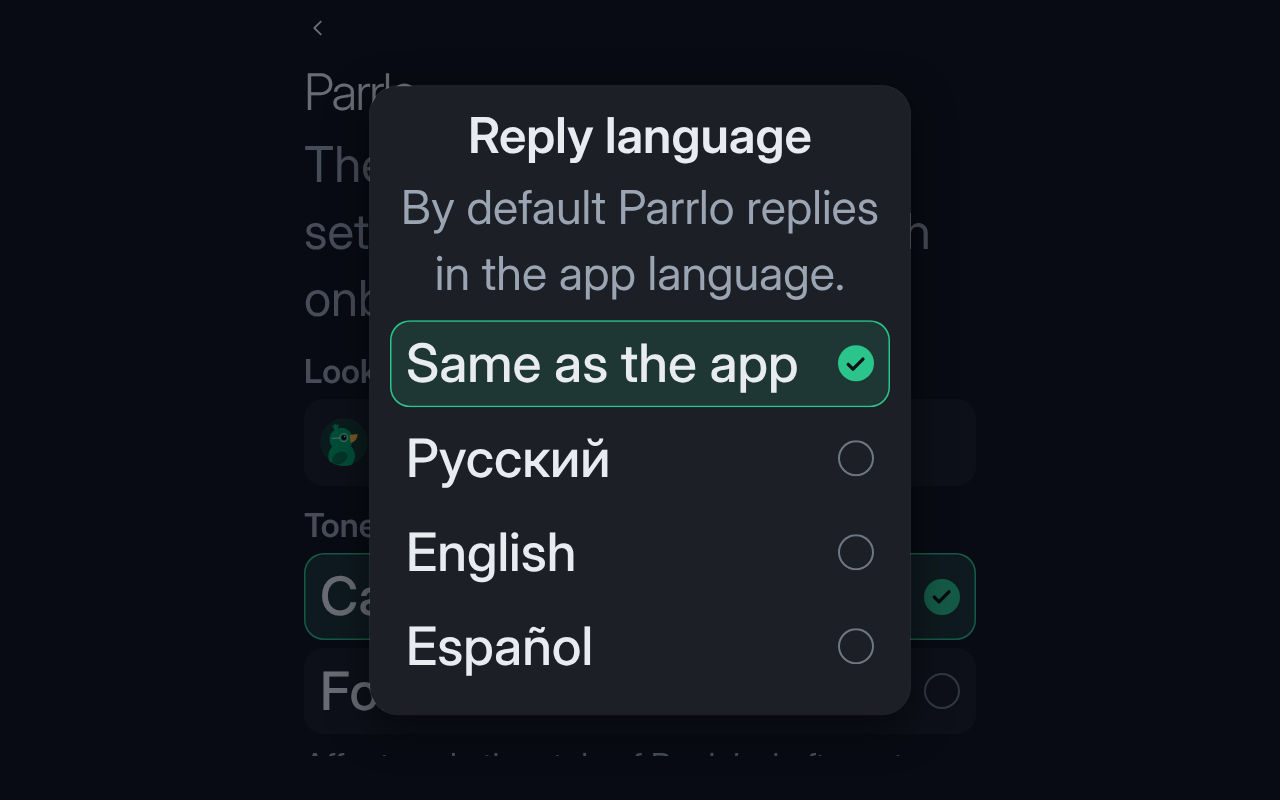 Reply language
By default Parrlo replies
in the app language.
Same as the app
Русский
English
Español